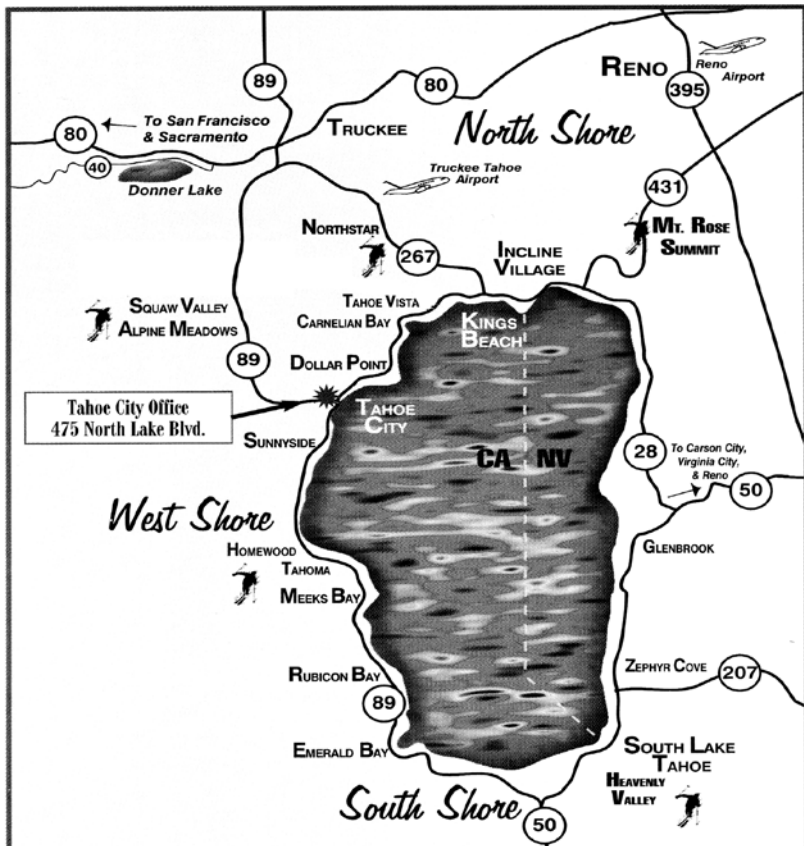 89
80
RENO
Reno
Airport
395
To San Francisco
& Sacramento
80
TRUCKEE
North Shore
40
Donner Lake
Truckee Tahoe
Airport
431
NORTHSTAR
267
INCLINE
VILLAGE
MT. ROSE
SUMMIT
SQUAW VALLEY
ALPINE MEADOWS
TAHOE VISTA
CARNELIAN BAY
KINGS
BEACH
89
DOLLAR POINT
Tahoe City Office
475 North Lake Blvd.
TAHOE
CITY
SUNNYSIDE
CA NV
28
To Carson City,
Virginia City,
& Reno
50
West Shore
GLENBROOK
HOMEWOOD
TAHOMA
MEEKS BAY
RUBICON BAY
ZEPHYR COVE
207
89
EMERALD BAY
SOUTH LAKE
TAHOE
HEAVENLY
VALLEY
South Shore
50